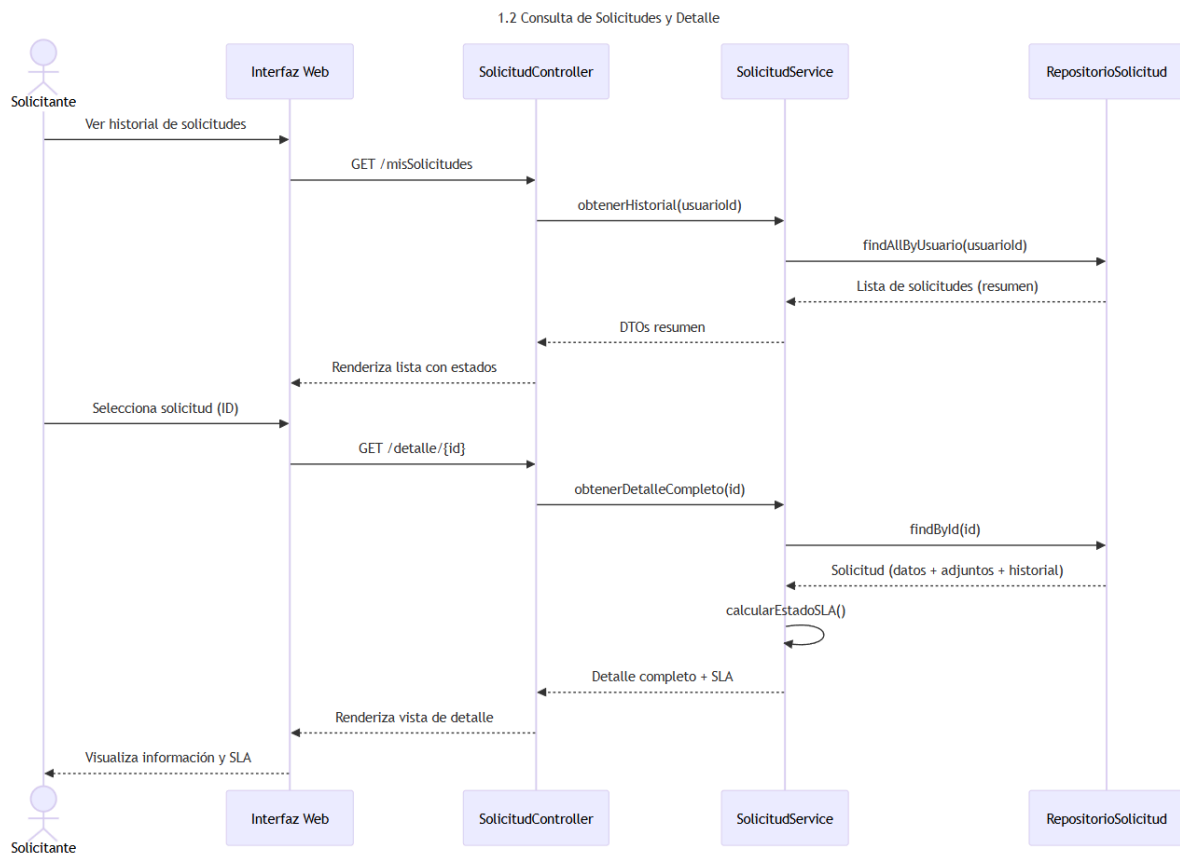 1.2 Consulta de Solicitudes y Detalle
Solicitante
Interfaz Web
SolicitudController
SolicitudService
RepositorioSolicitud
Ver historial de solicitudes
GET /misSolicitudes
obtenerHistorial(usuarioId)
findAllByUsuario(usuarioId)
Lista de solicitudes (resumen)
DTOs resumen
Renderiza lista con estados
Selecciona solicitud (ID)
GET /detalle/{id}
obtenerDetalleCompleto(id)
findById(id)
Solicitud (datos + adjuntos + historial)
calcularEstadoSLA()
Detalle completo + SLA
Renderiza vista de detalle
Visualiza información y SLA
Solicitante
Interfaz Web
SolicitudController
SolicitudService
RepositorioSolicitud